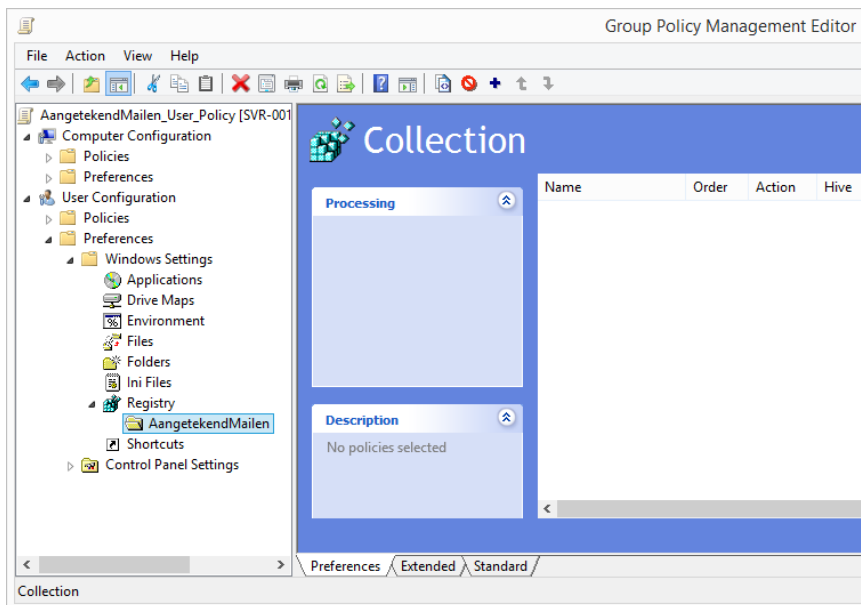 Group Policy Management Editor
File Action View Help
AangetekendMailen_User_Policy [SVR-001
Computer Configuration
Policies
Preferences
User Configuration
Policies
Preferences
Windows Settings
Applications
Drive Maps
Environment
Files
Folders
Ini Files
Registry
AangetekendMailen
Shortcuts
Control Panel Settings
Collection
Processing
Description
No policies selected
Name Order Action Hive
Preferences Extended Standard
Collection